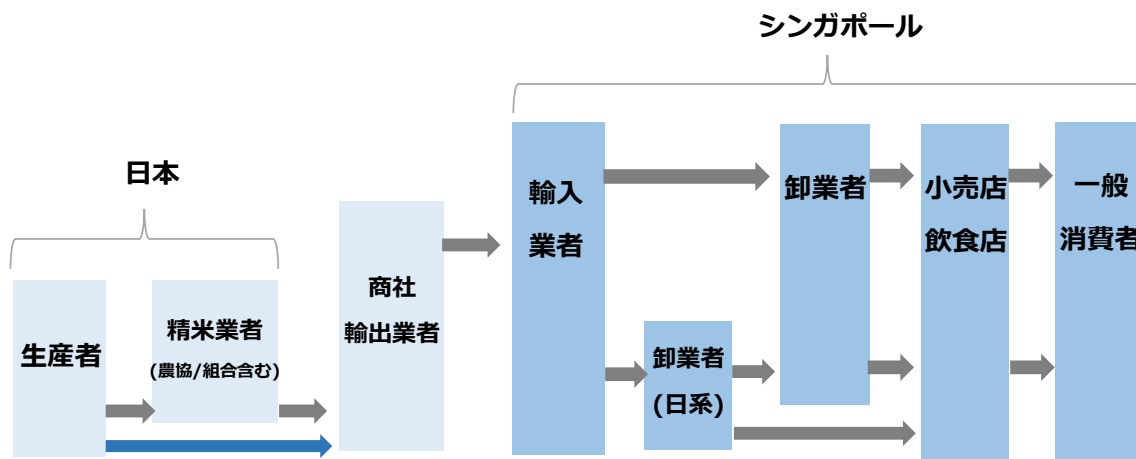 シンガポール
日本
生産者
精米業者
(農協/組合含む)
商社
輸出業者
輸入
業者
卸業者
(日系)
卸業者
小売店
飲食店
一般
消費者